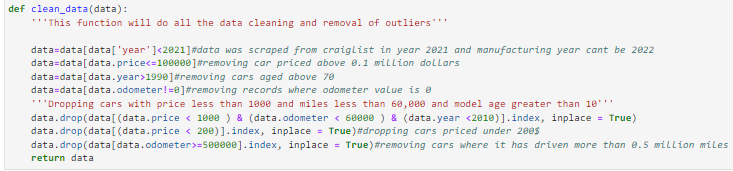 def clean_data(data):
    '''This function will do all the data cleaning and removal of outliers'''
    data=data[data['year']<2021]#data was scraped from craiglist in year 2021 and manufacturing year cant be 2022
    data=data[data.price<=100000]#removing car priced above 0.1 million dollars
    data=data[data.year>1990]#removing cars aged above 70
    data=data[data.odometer!=0]#removing records where odometer value is 0
    '''Dropping cars with price less than 1000 and miles less than 60,000 and model age greater than 10'''
    data.drop(data[(data.price < 1000 ) & (data.odometer < 60000 ) & (data.year <2010)].index, inplace = True)
    data.drop(data[(data.price < 200)].index, inplace = True)#dropping cars priced under 200$
    data.drop(data[data.odometer>=500000].index, inplace = True)#removing cars where it has driven more than 0.5 million miles
    return data